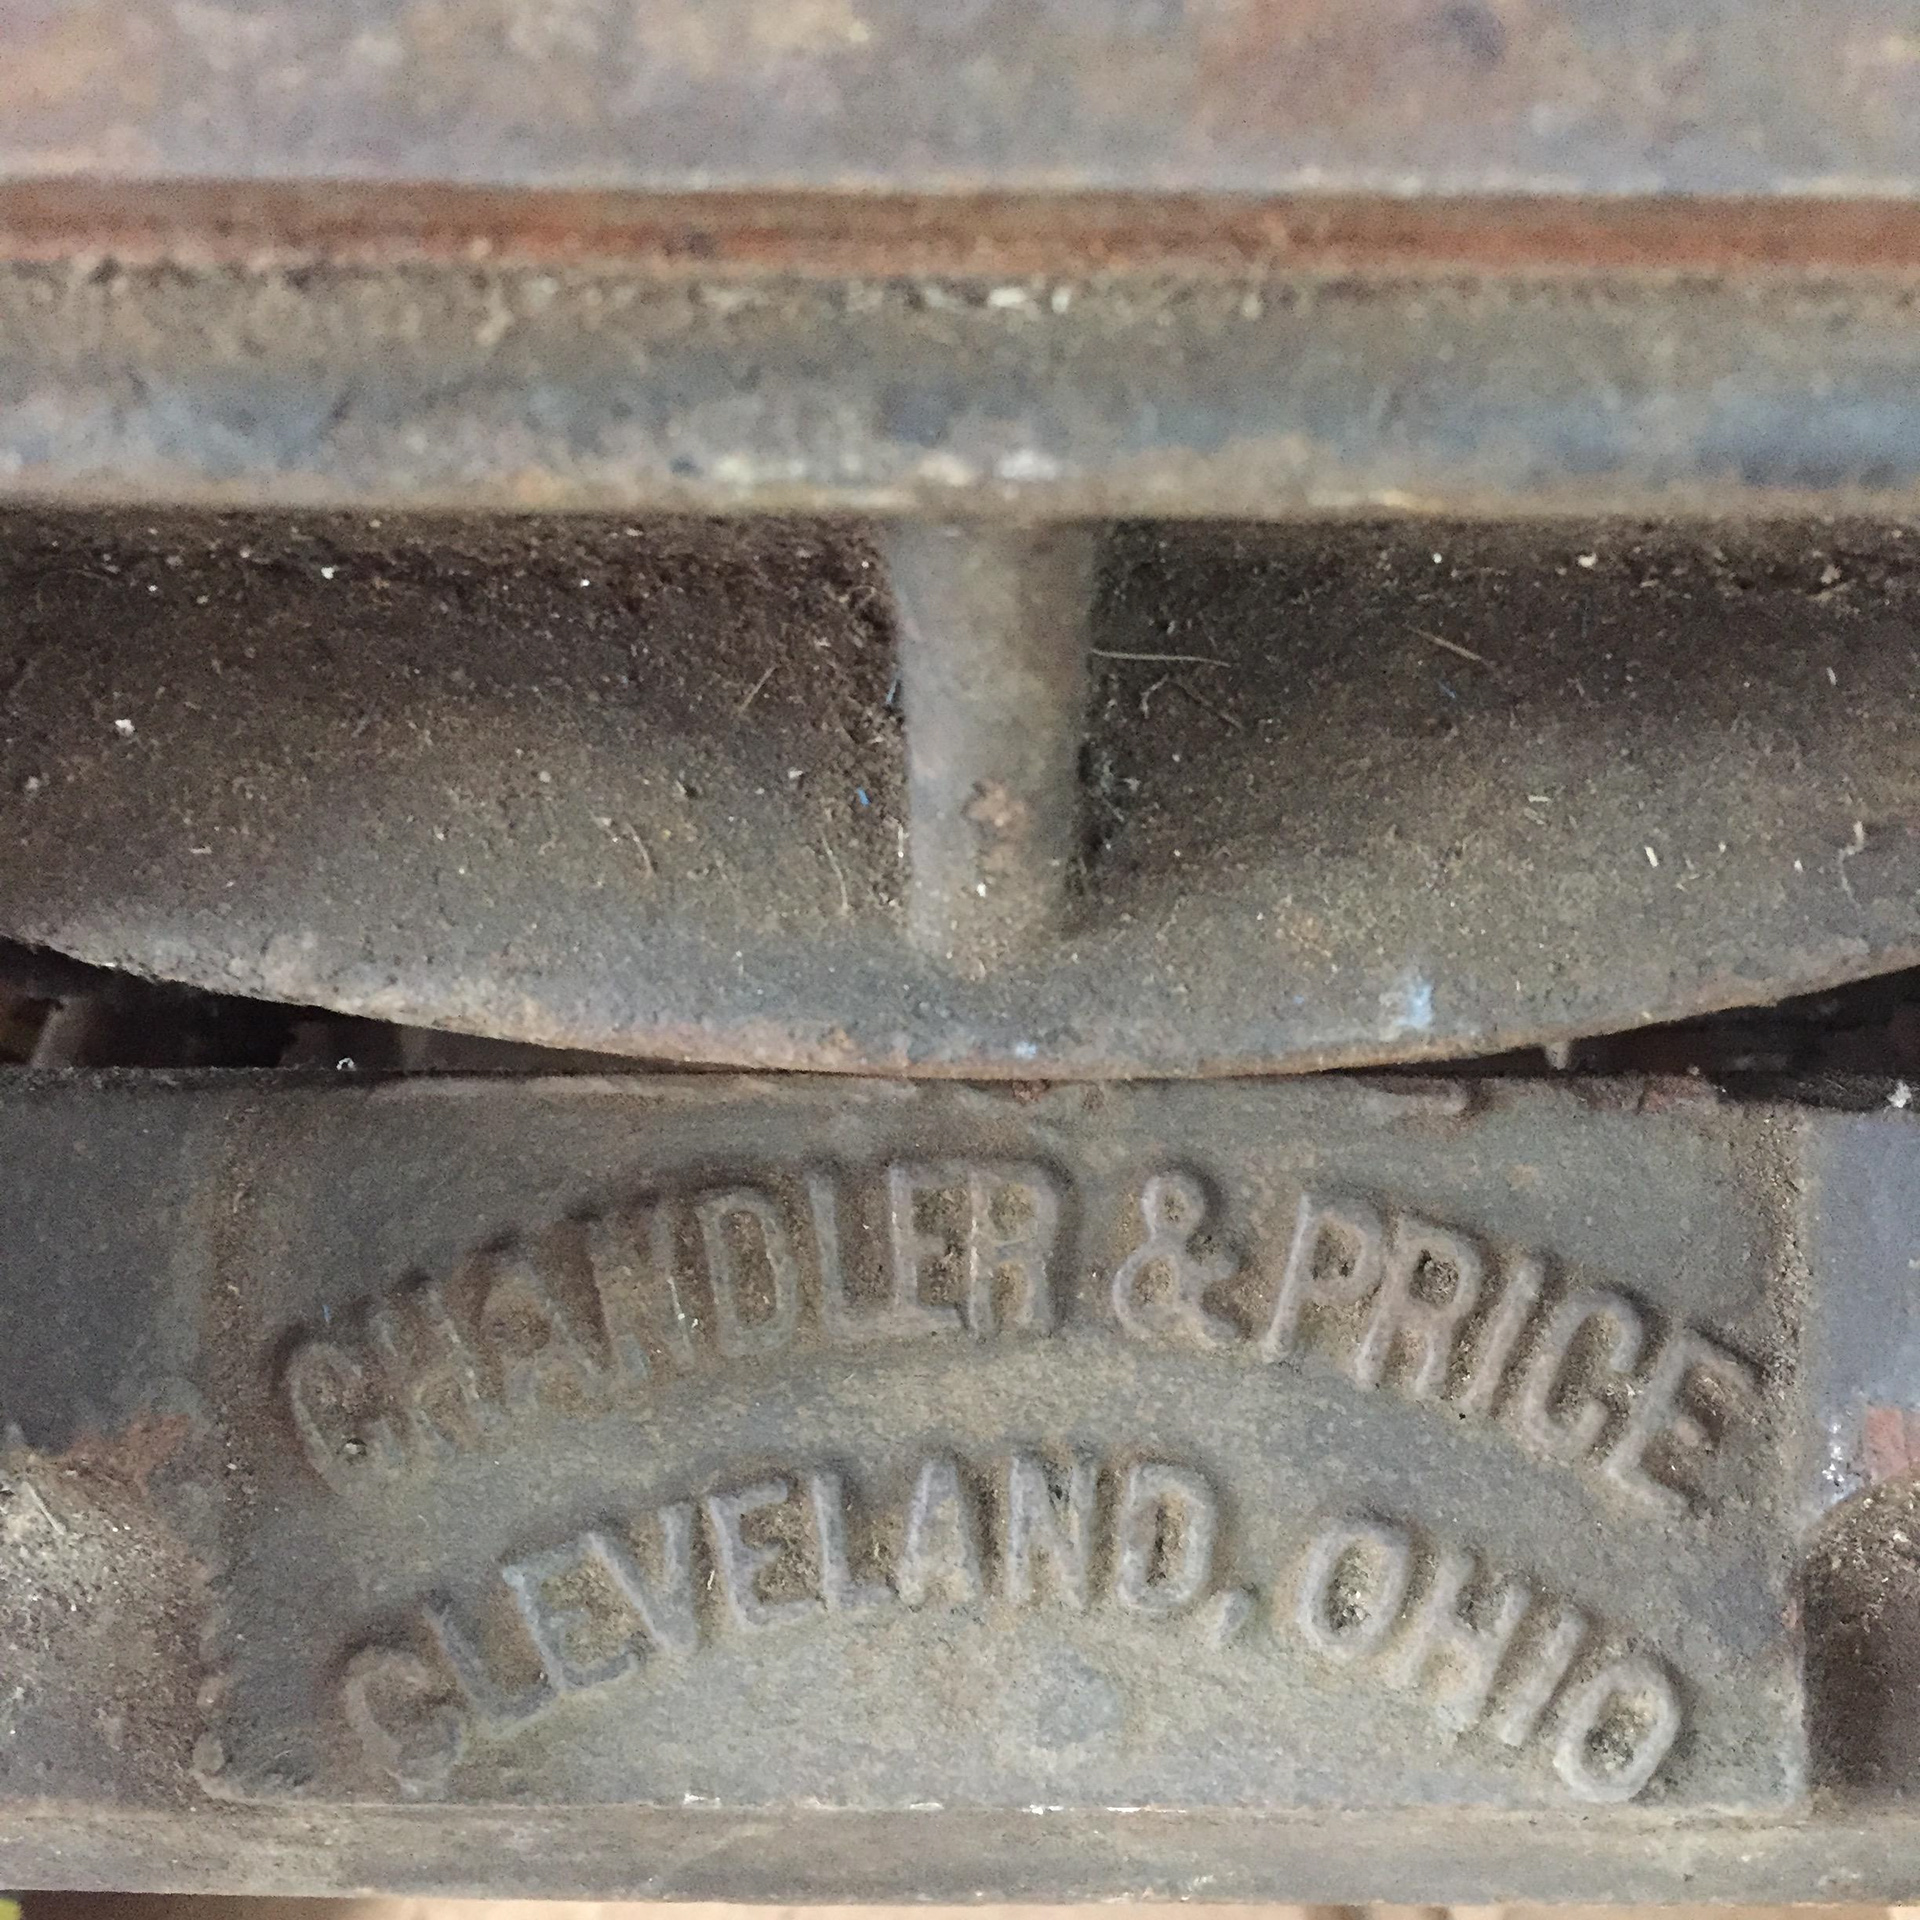 CHANDLER & PRICE
CLEVELAND, OHIO